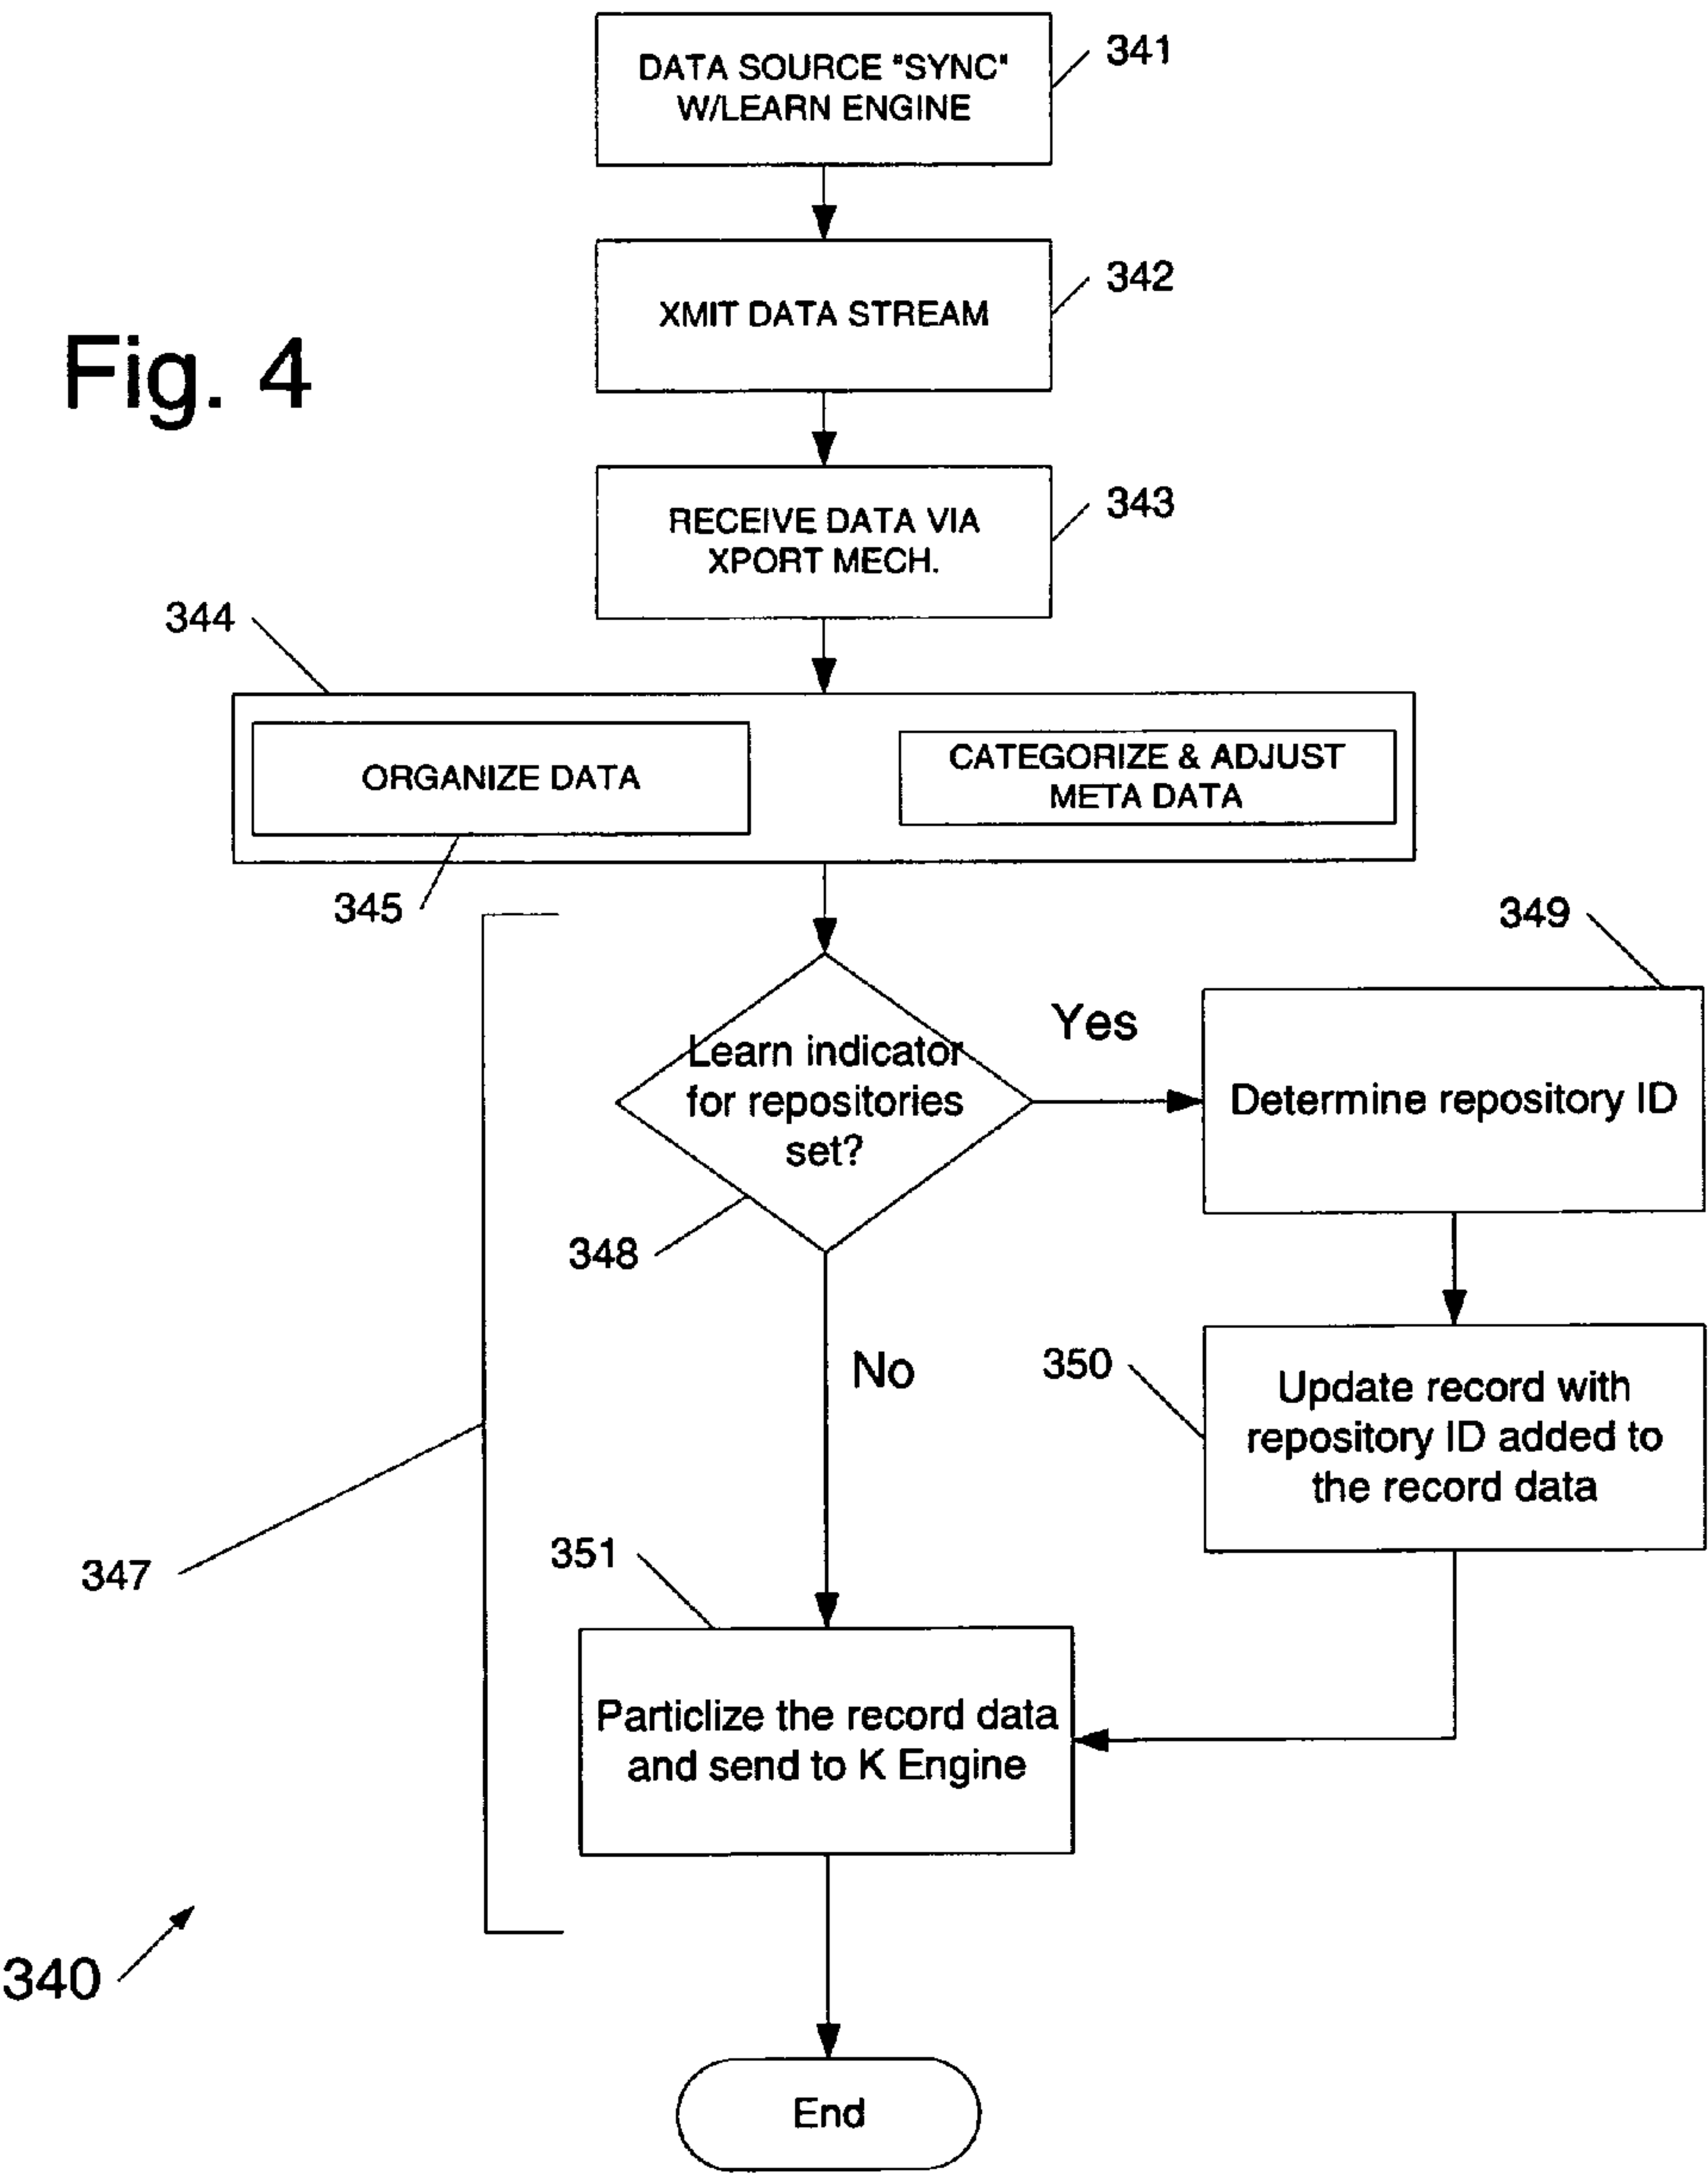 341
DATA SOURCE "SYNC"
W/LEARN ENGINE
342
XMIT DATA STREAM
Fig. 4
343
RECEIVE DATA VIA
XPORT MECH.
344
ORGANIZE DATA
CATEGORIZE & ADJUST
META DATA
345
349
Yes
Learn indicator
for repositories
set?
Determine repository ID
348
No
350
Update record with
repository ID added to
the record data
347
351
Particlize the record data
and send to K Engine
340
End